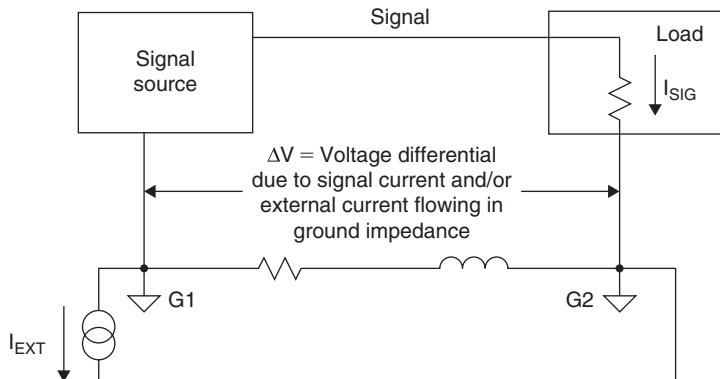 Signal
Signal
source
Load
I_SIG
ΔV = Voltage differential
due to signal current and/or
external current flowing in
ground impedance
G1
G2
I_EXT